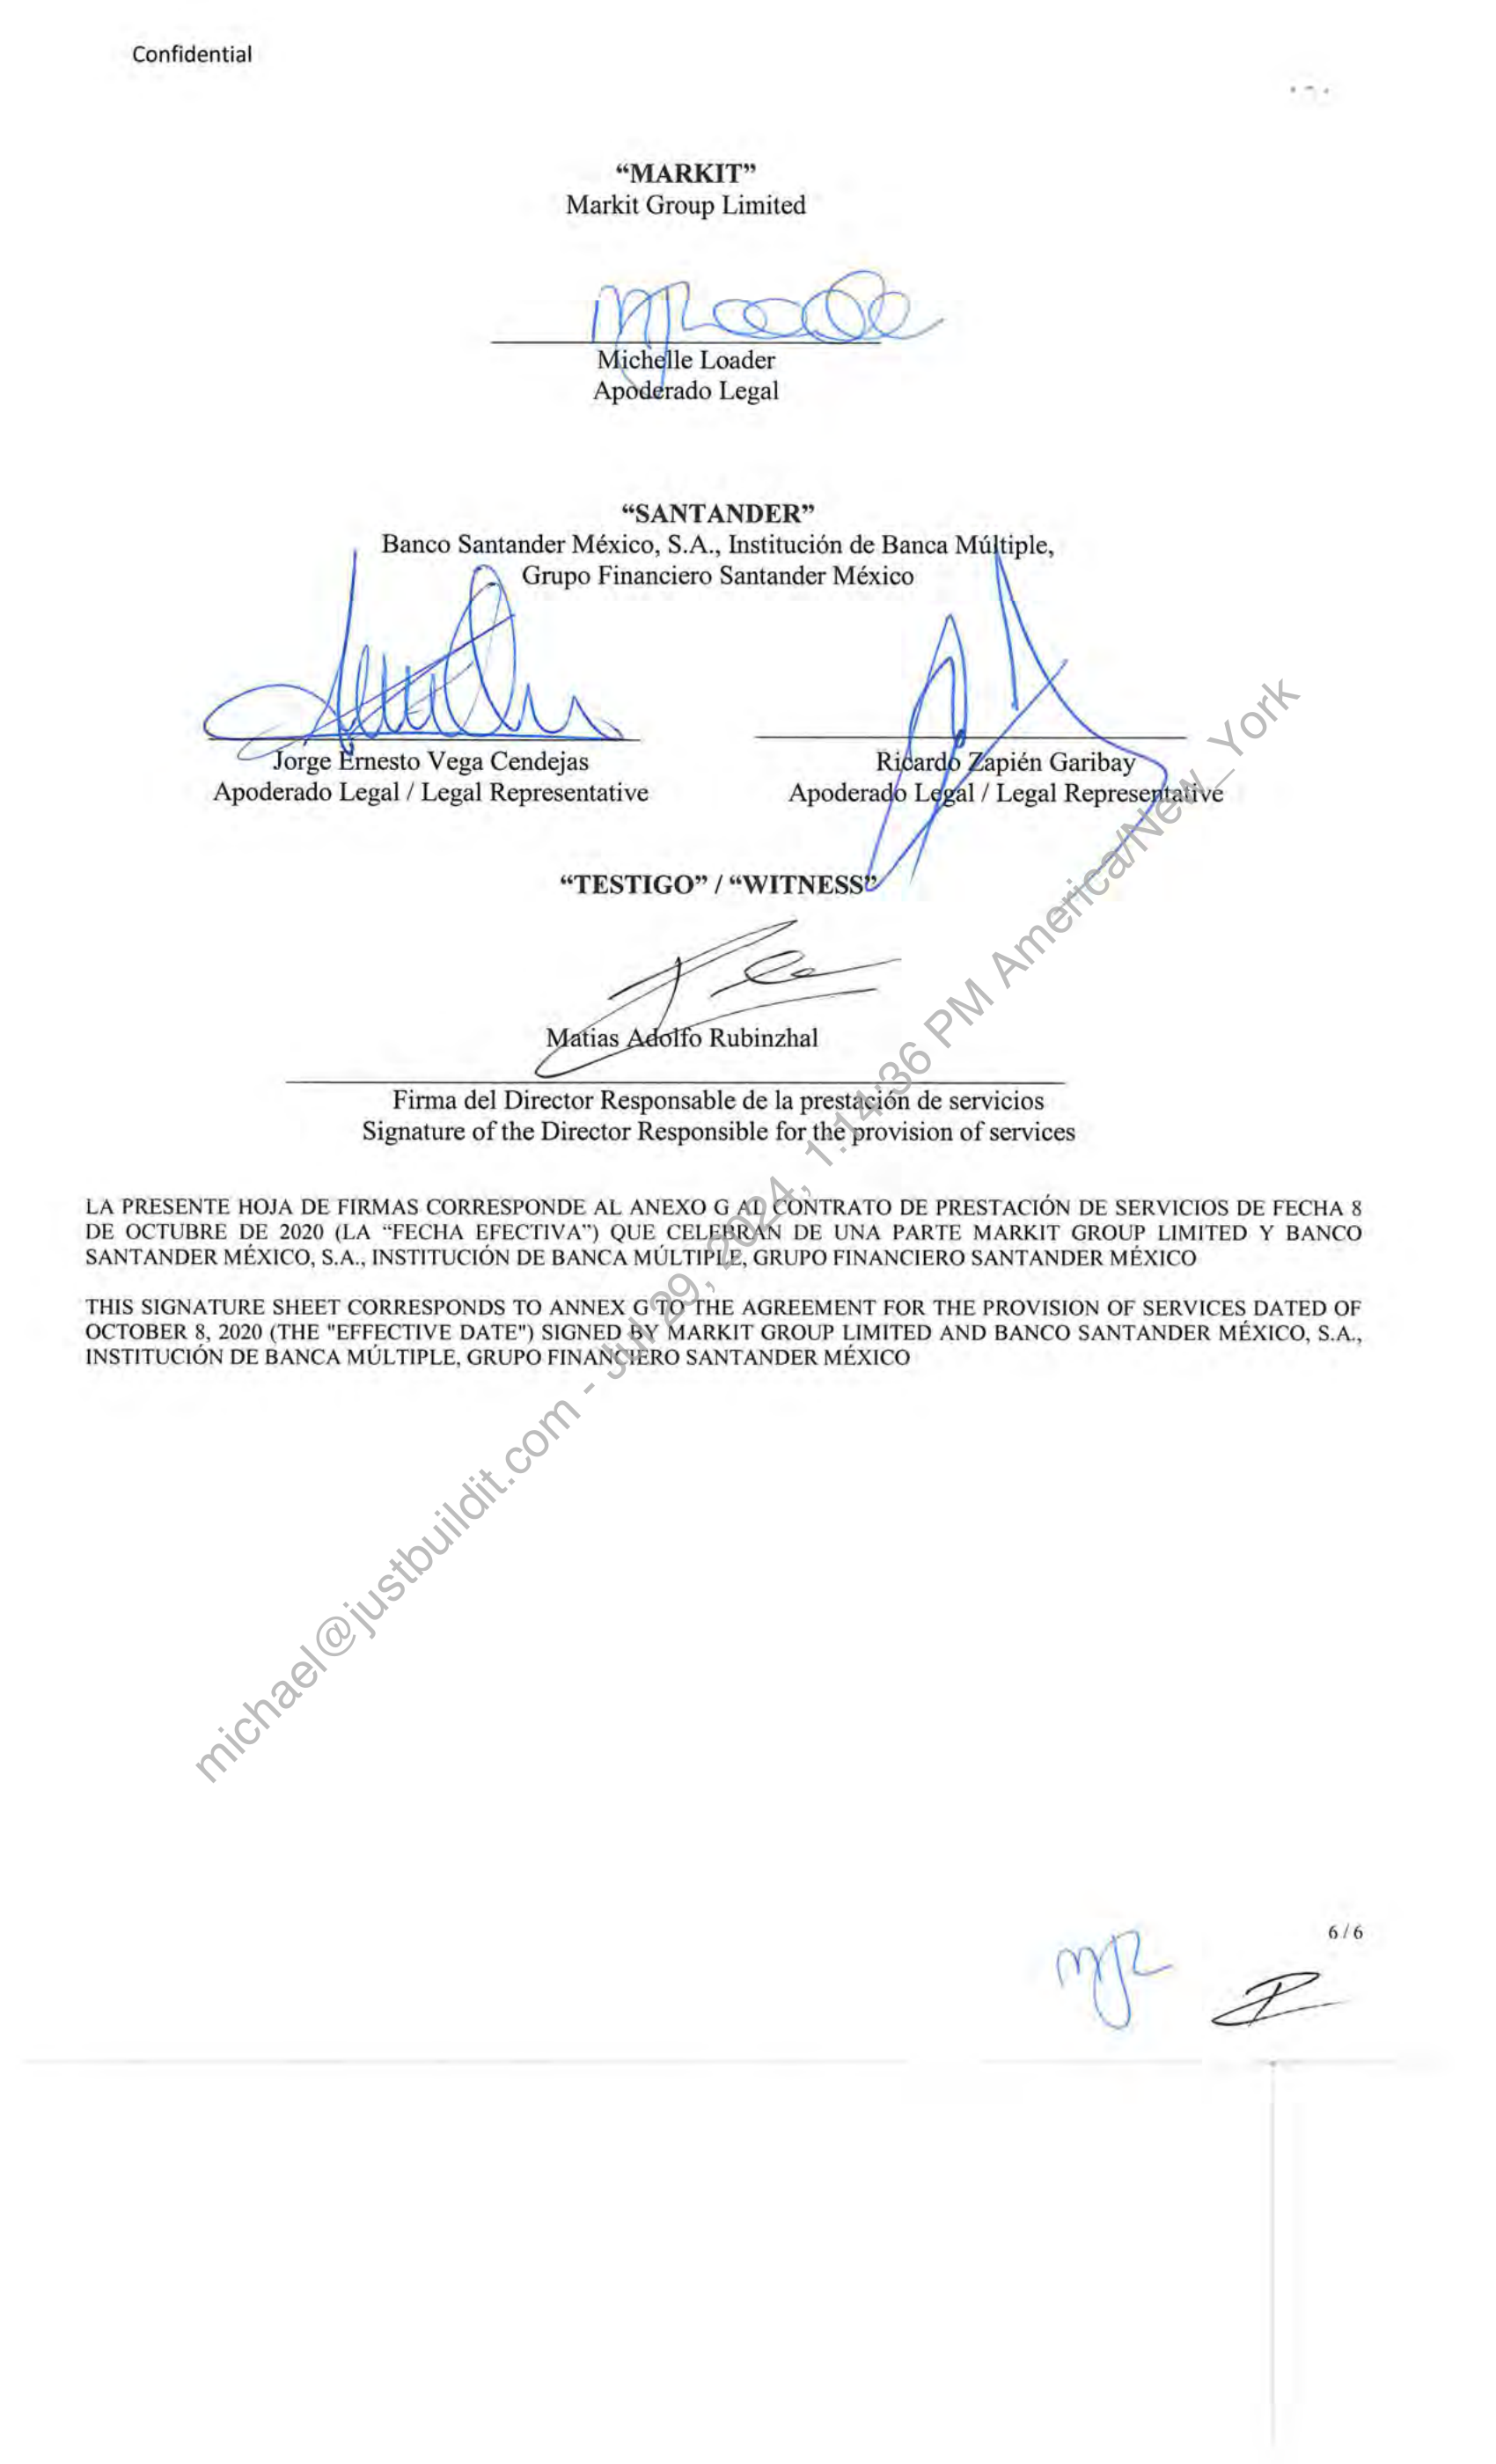 Confidential
“MARKIT”
Markit Group Limited
Michelle Loader
Apoderado Legal
“SANTANDER”
Banco Santander México, S.A., Institución de Banca Múltiple,
Grupo Financiero Santander México
Jorge Ernesto Vega Cendejas
Apoderado Legal / Legal Representative
Ricardo Zapién Garibay
Apoderado Legal / Legal Representative
“TESTIGO” / “WITNESS”
Matias Adolfo Rubinzhal
Firma del Director Responsable de la prestación de servicios
Signature of the Director Responsible for the provision of services
LA PRESENTE HOJA DE FIRMAS CORRESPONDE AL ANEXO G AL CONTRATO DE PRESTACIÓN DE SERVICIOS DE FECHA 8
DE OCTUBRE DE 2020 (LA “FECHA EFECTIVA”) QUE CELEBRAN DE UNA PARTE MARKIT GROUP LIMITED Y BANCO
SANTANDER MÉXICO, S.A., INSTITUCIÓN DE BANCA MÚLTIPLE, GRUPO FINANCIERO SANTANDER MÉXICO
THIS SIGNATURE SHEET CORRESPONDS TO ANNEX G TO THE AGREEMENT FOR THE PROVISION OF SERVICES DATED OF
OCTOBER 8, 2020 (THE "EFFECTIVE DATE") SIGNED BY MARKIT GROUP LIMITED AND BANCO SANTANDER MÉXICO, S.A.,
INSTITUCIÓN DE BANCA MÚLTIPLE, GRUPO FINANCIERO SANTANDER MÉXICO
michael@justbuildit.com - Jul 29, 2024, 1:14:36 PM America/New_York
6 / 6